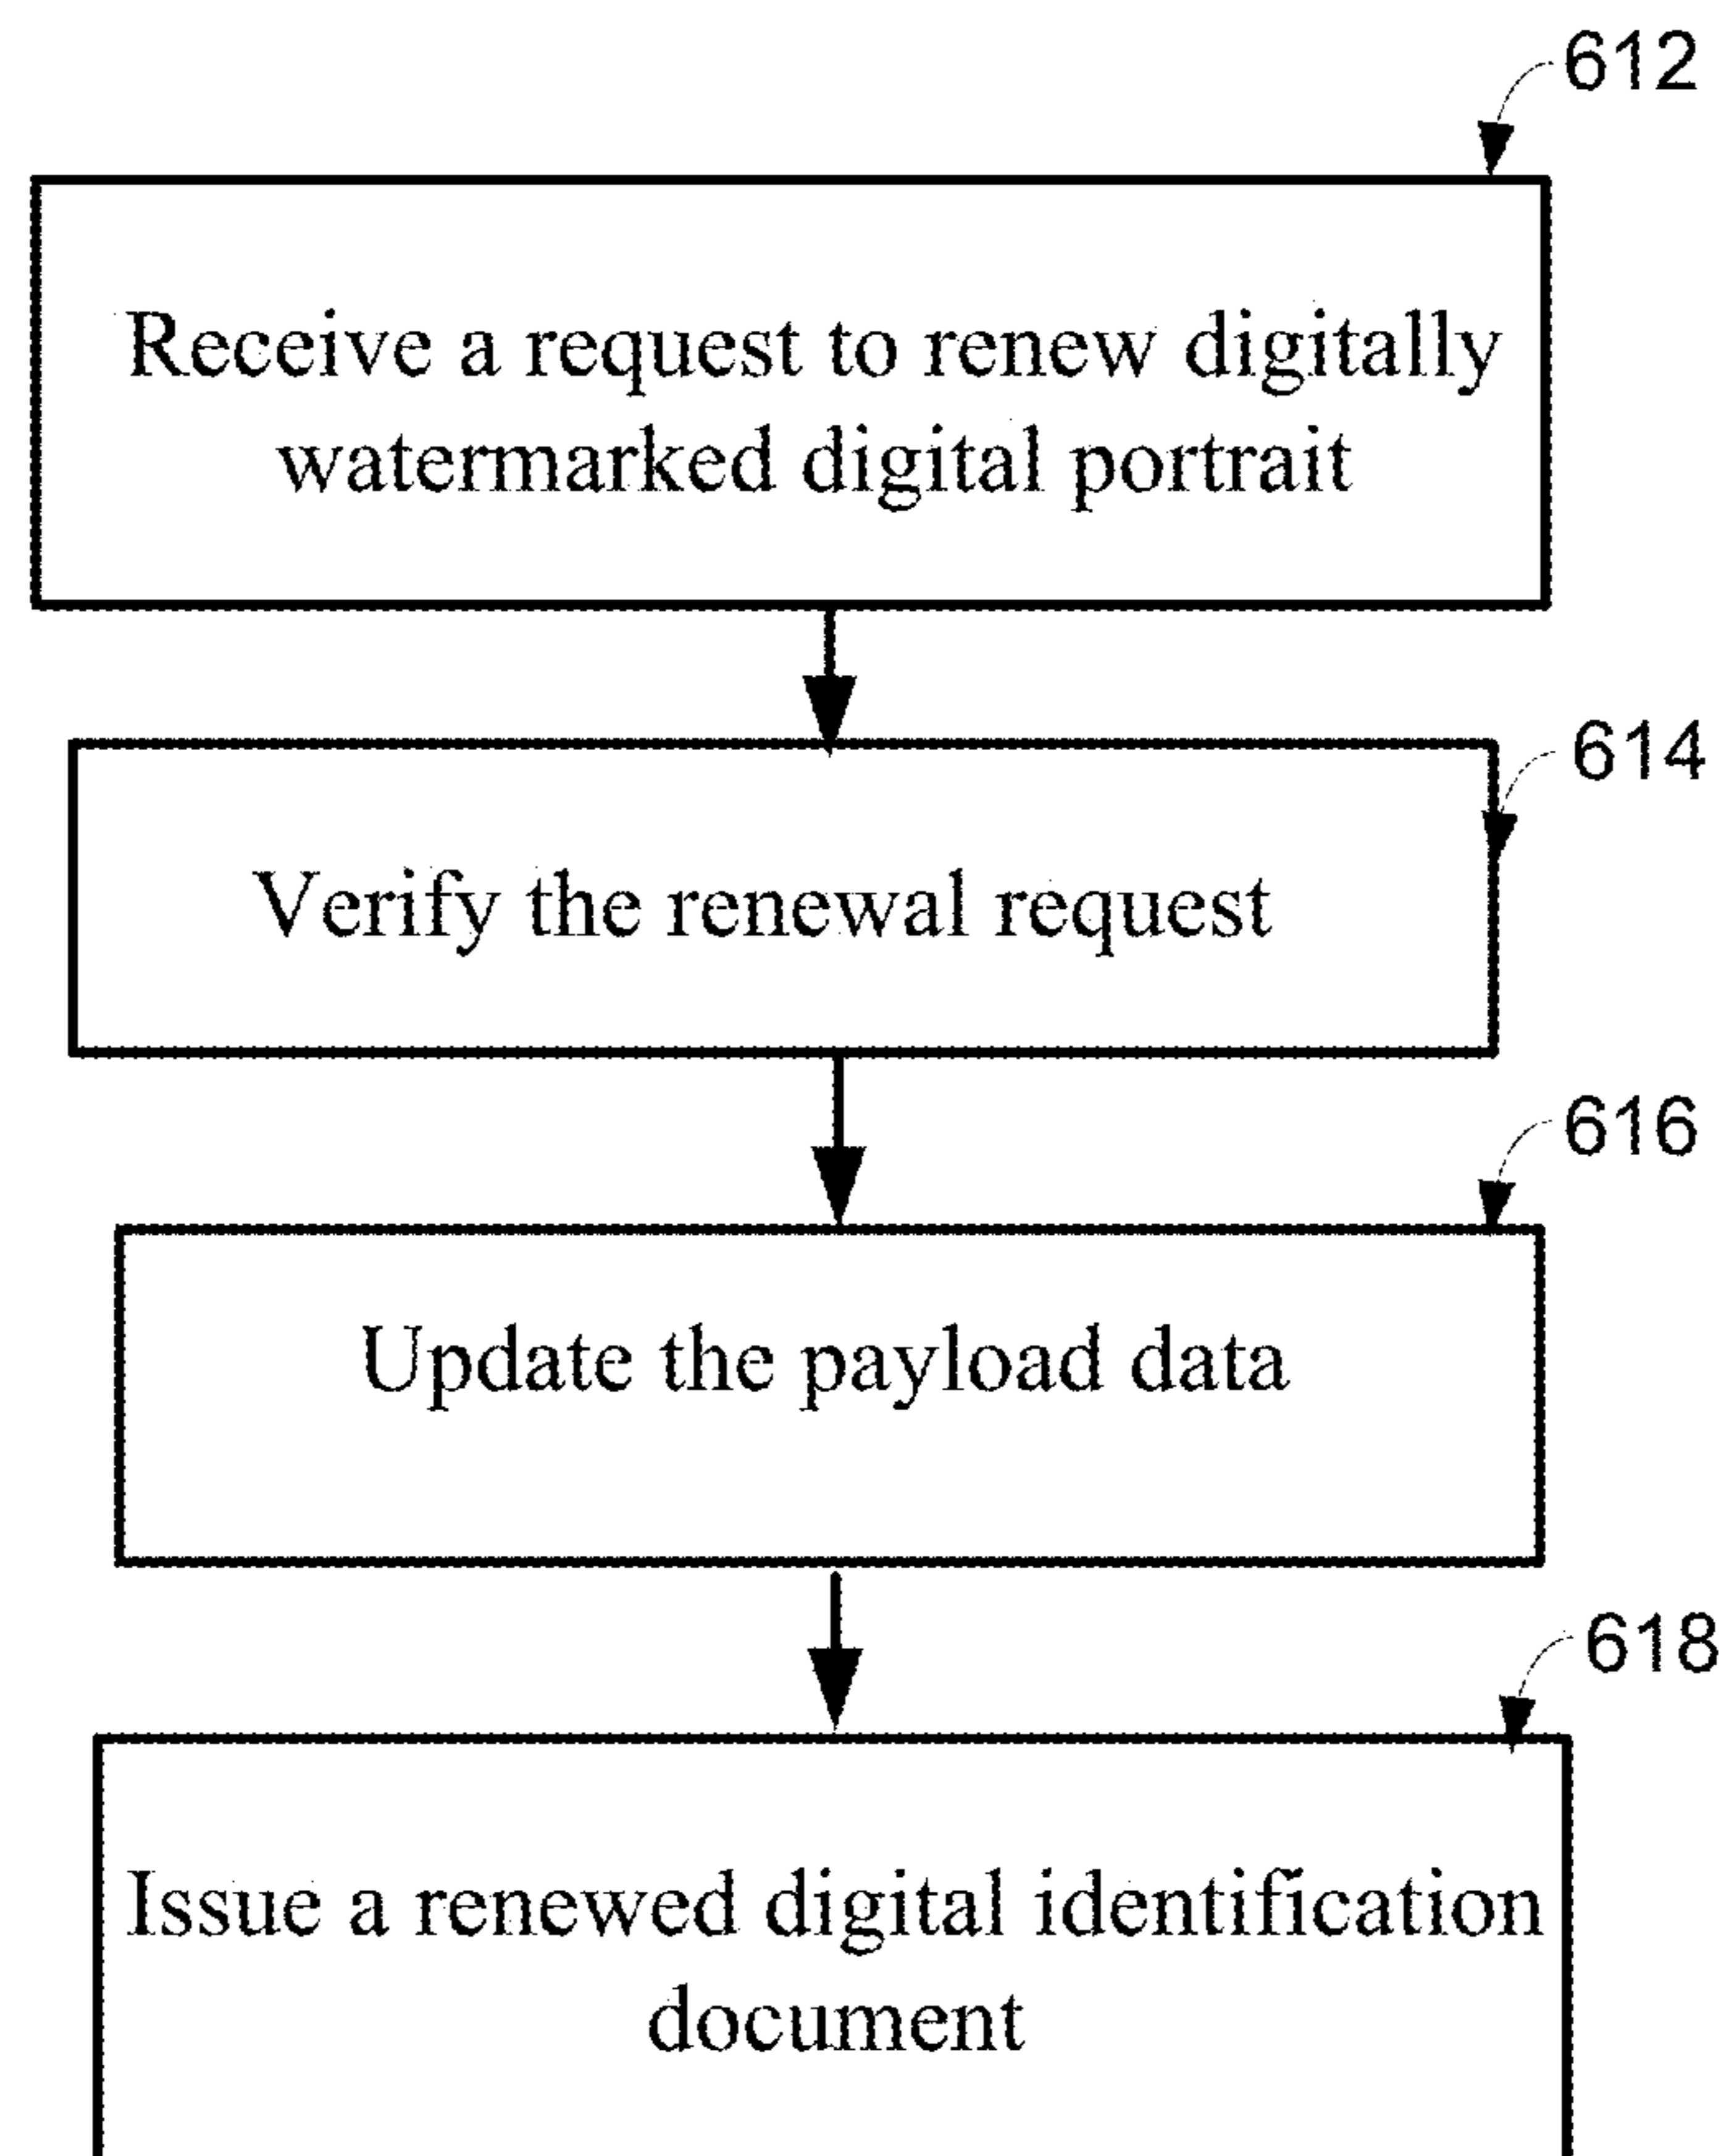 612
Receive a request to renew digitally
watermarked digital portrait
614
Verify the renewal request
616
Update the payload data
618
Issue a renewed digital identification
document